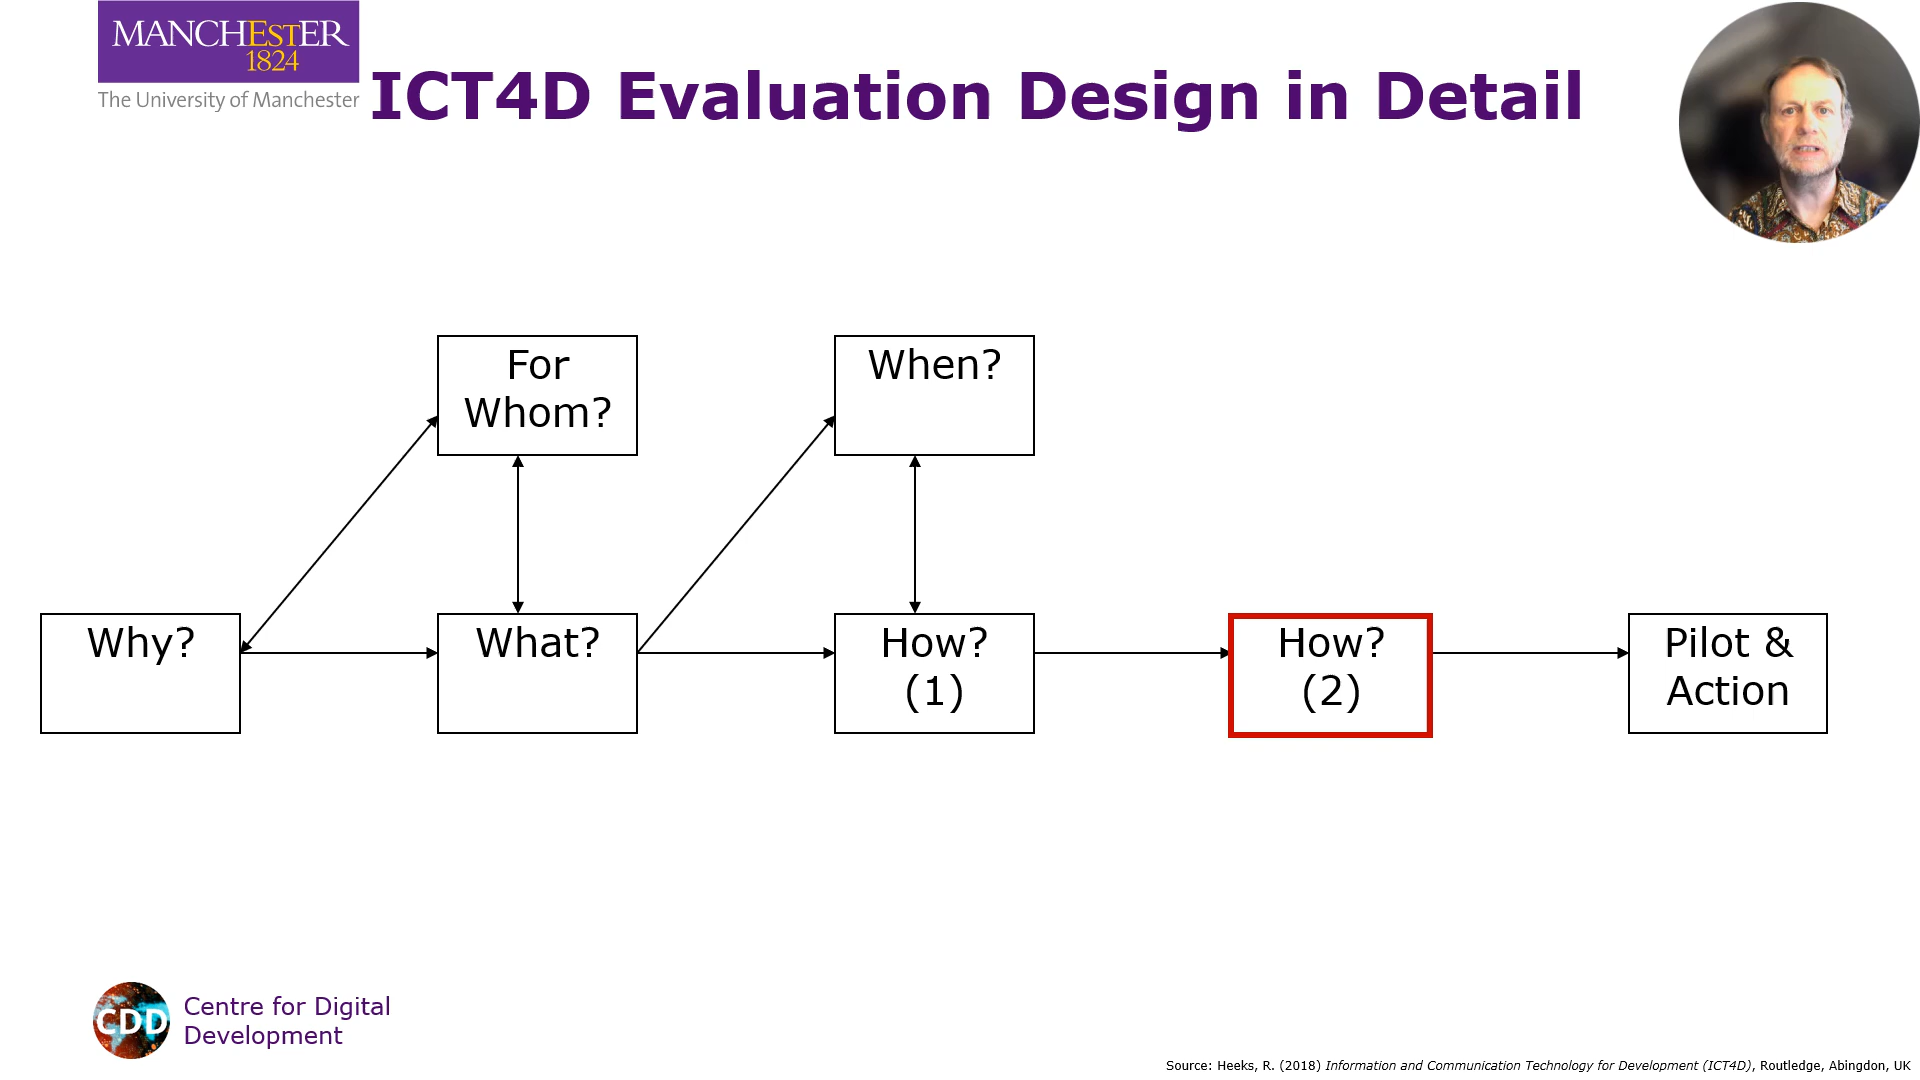 MANCHESTER
1824
The University of Manchester
ICT4D Evaluation Design in Detail
For
Whom?
When?
Why?
What?
How?
(1)
How?
(2)
Pilot &
Action
CDD
Centre for Digital
Development
Source: Heeks, R. (2018) Information and Communication Technology for Development (ICT4D), Routledge, Abingdon, UK